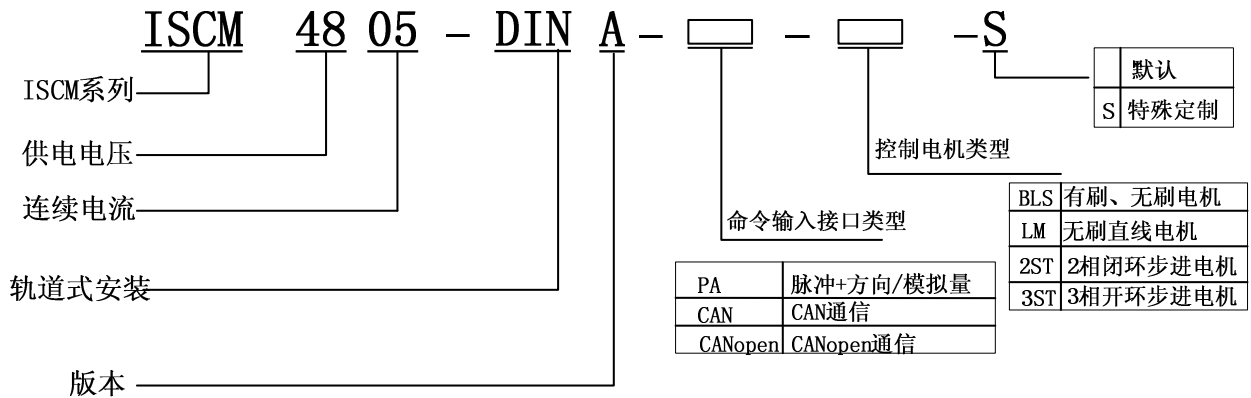 ISCM 48 05 - DIN A - - - S
默认
ISCM系列
S 特殊定制
供电电压
控制电机类型
连续电流
命令输入接口类型
BLS 有刷、无刷电机
LM 无刷直线电机
2ST 2相闭环步进电机
3ST 3相开环步进电机
轨道式安装
PA 脉冲+方向/模拟量
CAN CAN通信
CANopen CANopen通信
版本